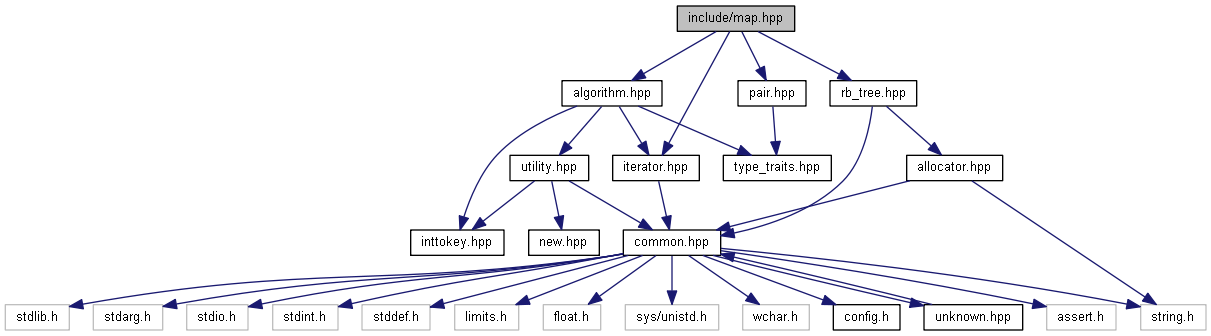 include/map.hpp
algorithm.hpp
pair.hpp
rb_tree.hpp
utility.hpp
iterator.hpp
type_traits.hpp
allocator.hpp
inttokey.hpp
new.hpp
common.hpp
stdlib.h
stdarg.h
stdio.h
stdint.h
stddef.h
limits.h
float.h
sys/unistd.h
wchar.h
config.h
unknown.hpp
assert.h
string.h